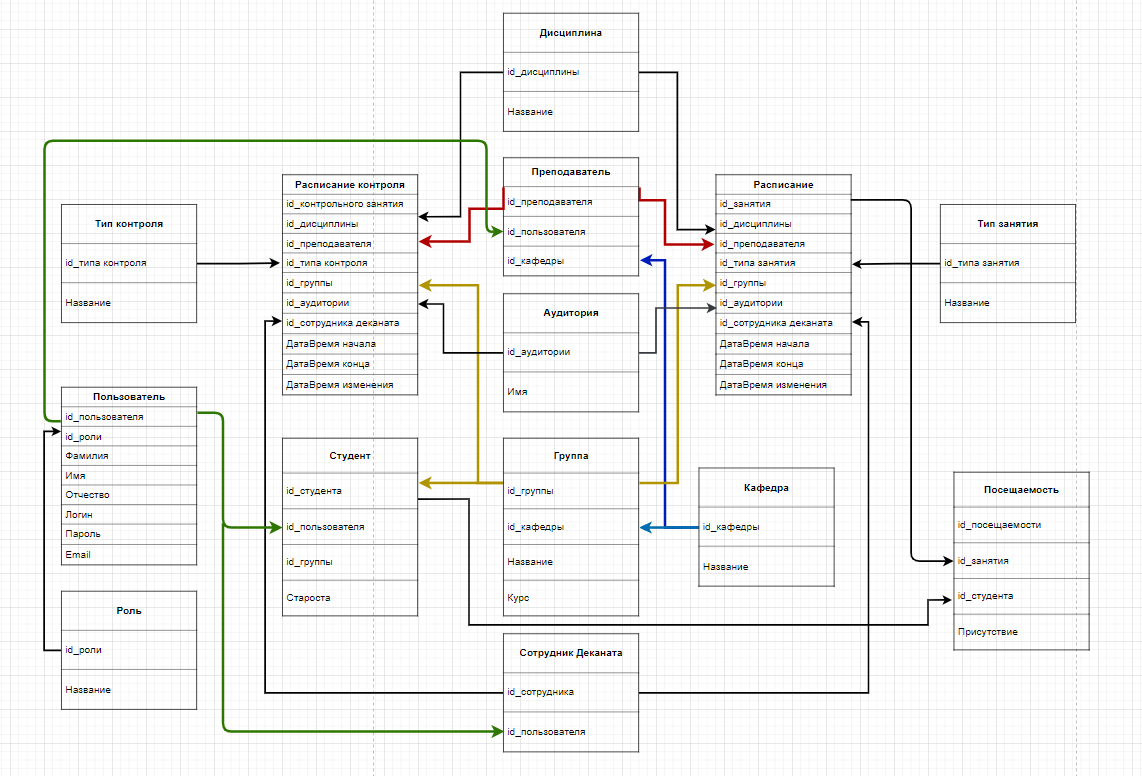 Дисциплина
id_дисциплины
Название
Преподаватель
id_преподавателя
id_пользователя
id_кафедры
Расписание контроля
id_контрольного занятия
id_дисциплины
id_преподавателя
id_типа контроля
id_группы
id_аудитории
id_сотрудника деканата
ДатаВремя начала
ДатаВремя конца
ДатаВремя изменения
Расписание
id_занятия
id_дисциплины
id_преподавателя
id_типа занятия
id_группы
id_аудитории
id_сотрудника деканата
ДатаВремя начала
ДатаВремя конца
ДатаВремя изменения
Тип контроля
id_типа контроля
Название
Тип занятия
id_типа занятия
Название
Аудитория
id_аудитории
Имя
Пользователь
id_пользователя
id_роли
Фамилия
Имя
Отчество
Логин
Пароль
Email
Студент
id_студента
id_пользователя
id_группы
Староста
Группа
id_группы
id_кафедры
Название
Курс
Кафедра
id_кафедры
Название
Посещаемость
id_посещаемости
id_занятия
id_студента
Присутствие
Роль
id_роли
Название
Сотрудник Деканата
id_сотрудника
id_пользователя